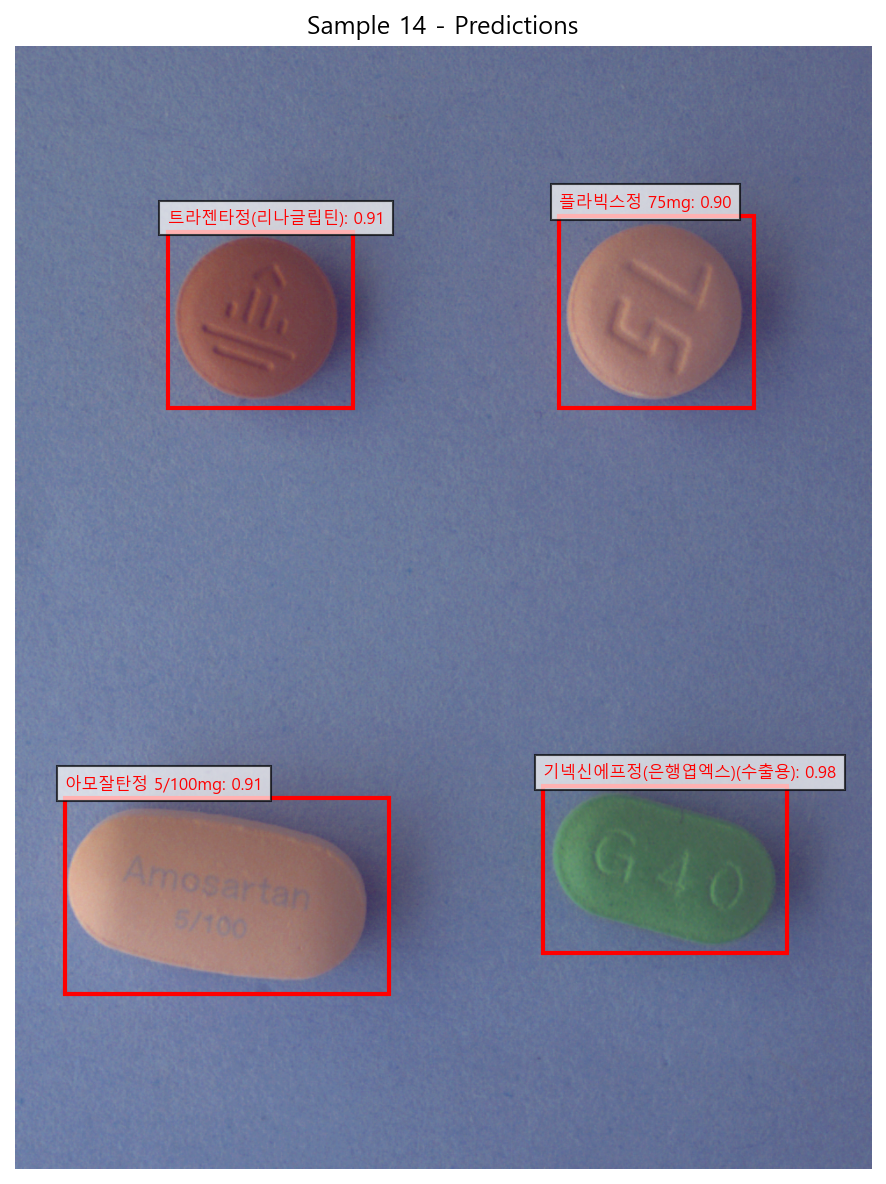 Sample 14 - Predictions
트라젠타정(리나글립틴): 0.91
플라빅스정 75mg: 0.90
75
아모잘탄정 5/100mg: 0.91
Amosartan
5/100
기넥신에프정(은행엽엑스)(수출용): 0.98
G40